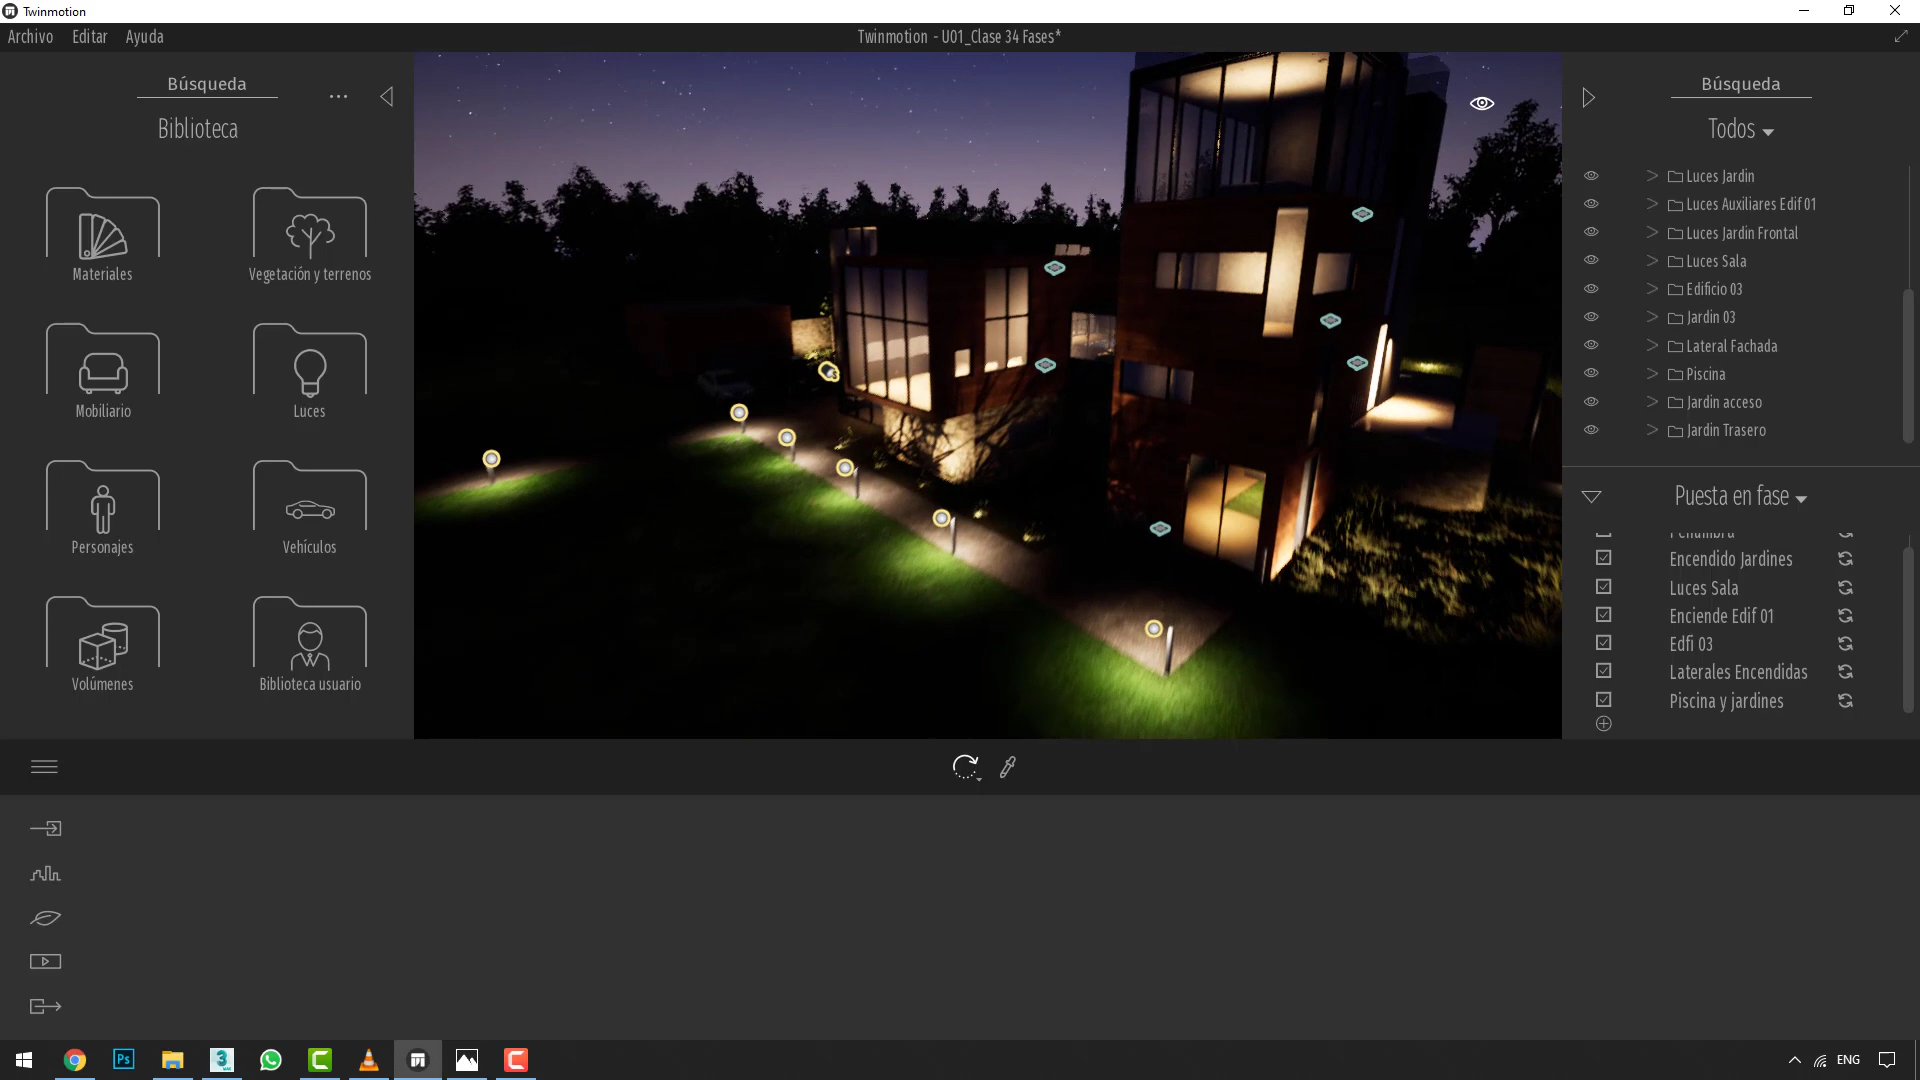 Twinmotion
Archivo Editar Ayuda
Twinmotion - U01_Clase 34 Fases*
Búsqueda
Biblioteca
Materiales
Vegetación y terrenos
Mobiliario
Luces
Personajes
Vehículos
Volúmenes
Biblioteca usuario
Búsqueda
Todos
Luces Jardin
Luces Auxiliares Edif 01
Luces Jardin Frontal
Luces Sala
Edificio 03
Jardin 03
Lateral Fachada
Piscina
Jardin acceso
Jardin Trasero
Puesta en fase
Penumbra
Encendido Jardines
Luces Sala
Enciende Edif 01
Edfi 03
Laterales Encendidas
Piscina y jardines
Ps
3
ENG